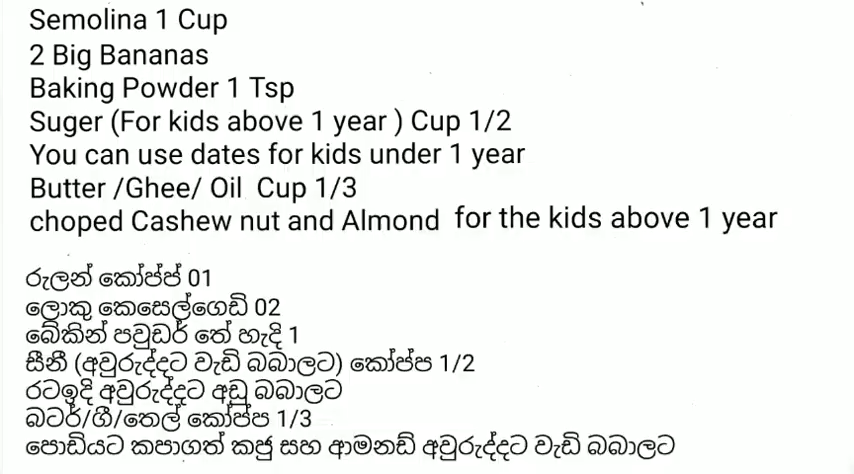 Semolina 1 Cup
2 Big Bananas
Baking Powder 1 Tsp
Suger (For kids above 1 year ) Cup 1/2
You can use dates for kids under 1 year
Butter /Ghee/ Oil Cup 1/3
choped Cashew nut and Almond for the kids above 1 year
රුලන් කෝප්ප් 01
ලොකු කෙසෙල්ගෙඩි 02
බේකින් පවුඩර් තේ හැදි 1
සීනී (අවුරුද්දට වැඩි බබාලට) කෝප්ප 1/2
රටඉදි අවුරුද්දට අඩු බබාලට
බටර්/ගී/තෙල් කෝප්ප 1/3
පොඩියට කපාගත් කජු සහ ආමනඩ් අවුරුද්දට වැඩි බබාලට